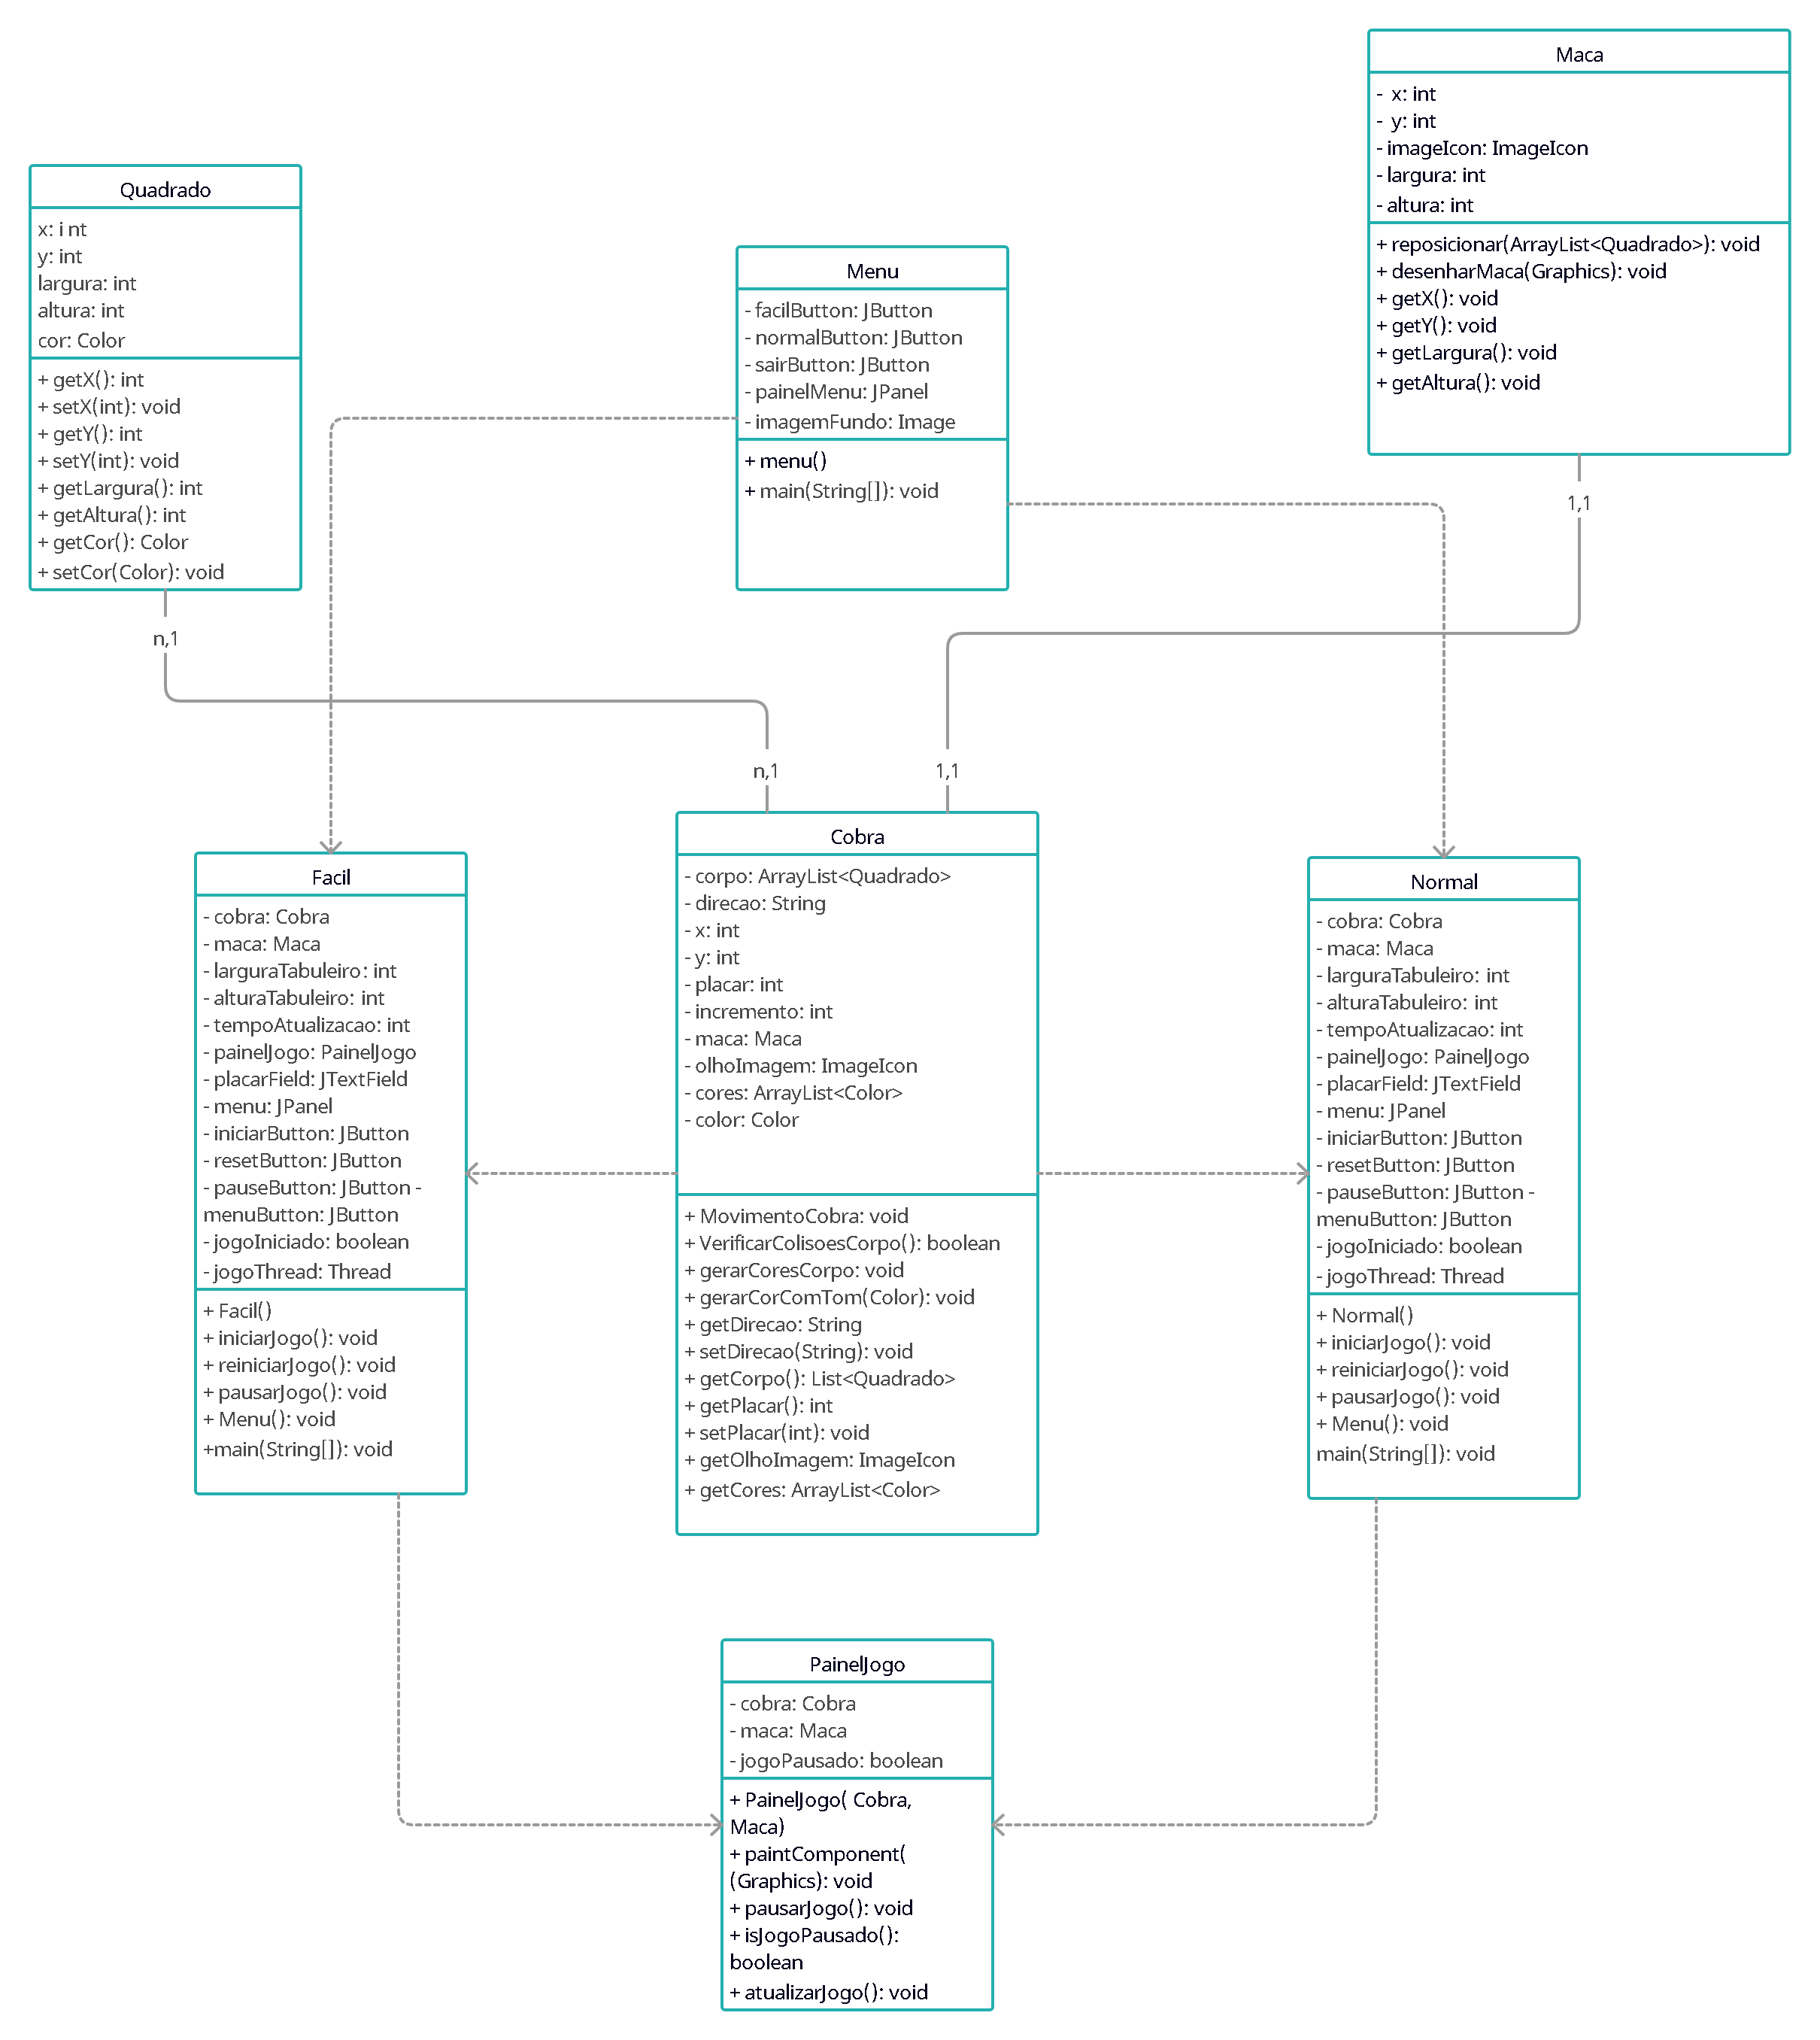 Maca
- x: int
- y: int
- imageIcon: ImageIcon
- largura: int
- altura: int
+ reposicionar(ArrayList<Quadrado>): void
+ desenharMaca(Graphics): void
+ getX(): void
+ getY(): void
+ getLargura(): void
+ getAltura(): void
Quadrado
x: i nt
y: int
largura: int
altura: int
cor: Color
+ getX(): int
+ setX(int): void
+ getY(): int
+ setY(int): void
+ getLargura(): int
+ getAltura(): int
+ getCor(): Color
+ setCor(Color): void
Menu
- facilButton: JButton
- normalButton: JButton
- sairButton: JButton
- painelMenu: JPanel
- imagemFundo: Image
+ menu()
+ main(String[]): void
1,1
n,1
n,1
1,1
Facil
- cobra: Cobra
- maca: Maca
- larguraTabuleiro: int
- alturaTabuleiro: int
- tempoAtualizacao: int
- painelJogo: PainelJogo
- placarField: JTextField
- menu: JPanel
- iniciarButton: JButton
- resetButton: JButton
- pauseButton: JButton -
menuButton: JButton
- jogoIniciado: boolean
- jogoThread: Thread
+ Facil()
+ iniciarJogo(): void
+ reiniciarJogo(): void
+ pausarJogo(): void
+ Menu(): void
+main(String[]): void
Cobra
- corpo: ArrayList<Quadrado>
- direcao: String
- x: int
- y: int
- placar: int
- incremento: int
- maca: Maca
- olhoImagem: ImageIcon
- cores: ArrayList<Color>
- color: Color
+ MovimentoCobra: void
+ VerificarColisoesCorpo(): boolean
+ gerarCoresCorpo: void
+ gerarCorComTom(Color): void
+ getDirecao: String
+ setDirecao(String): void
+ getCorpo(): List<Quadrado>
+ getPlacar(): int
+ setPlacar(int): void
+ getOlhoImagem: ImageIcon
+ getCores: ArrayList<Color>
Normal
- cobra: Cobra
- maca: Maca
- larguraTabuleiro: int
- alturaTabuleiro: int
- tempoAtualizacao: int
- painelJogo: PainelJogo
- placarField: JTextField
- menu: JPanel
- iniciarButton: JButton
- resetButton: JButton
- pauseButton: JButton -
menuButton: JButton
- jogoIniciado: boolean
- jogoThread: Thread
+ Normal()
+ iniciarJogo(): void
+ reiniciarJogo(): void
+ pausarJogo(): void
+ Menu(): void
main(String[]): void
PainelJogo
- cobra: Cobra
- maca: Maca
- jogoPausado: boolean
+ PainelJogo( Cobra,
Maca)
+ paintComponent(
(Graphics): void
+ pausarJogo(): void
+ isJogoPausado():
boolean
+ atualizarJogo(): void